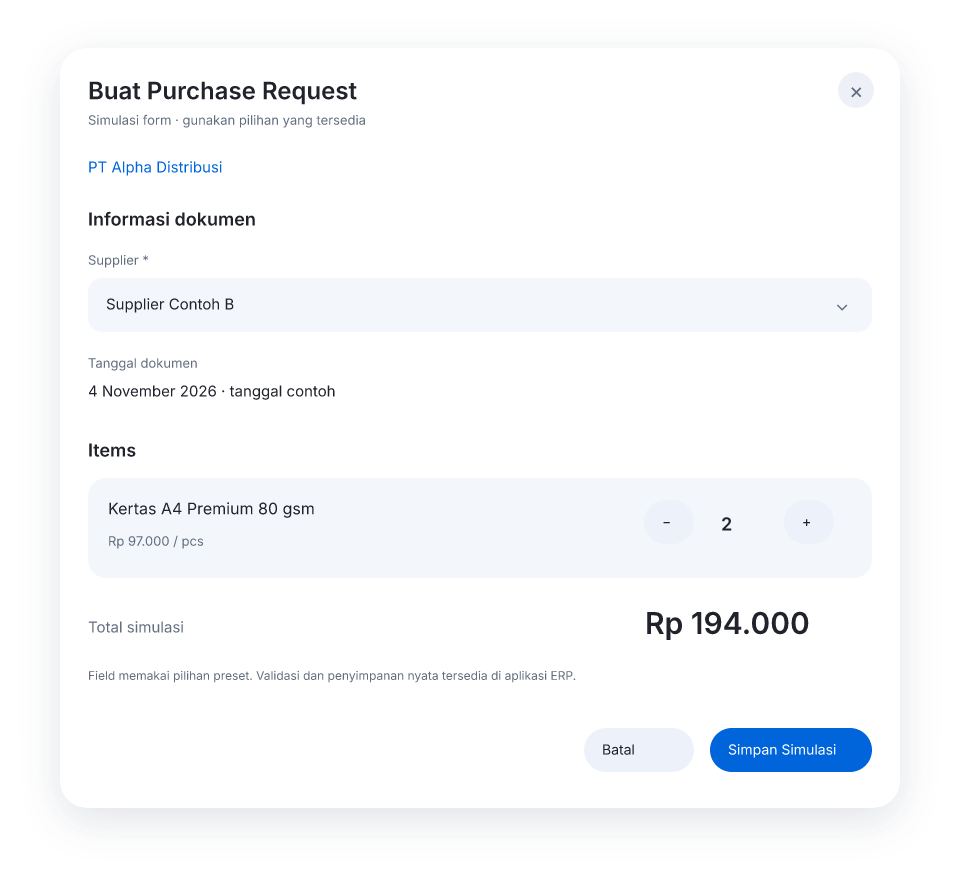 Buat Purchase Request
Simulasi form · gunakan pilihan yang tersedia
PT Alpha Distribusi
Informasi dokumen
Supplier *
Supplier Contoh B
Tanggal dokumen
4 November 2026 · tanggal contoh
Items
Kertas A4 Premium 80 gsm
Rp 97.000 / pcs
− 2 +
Total simulasi
Rp 194.000
Field memakai pilihan preset. Validasi dan penyimpanan nyata tersedia di aplikasi ERP.
Batal
Simpan Simulasi